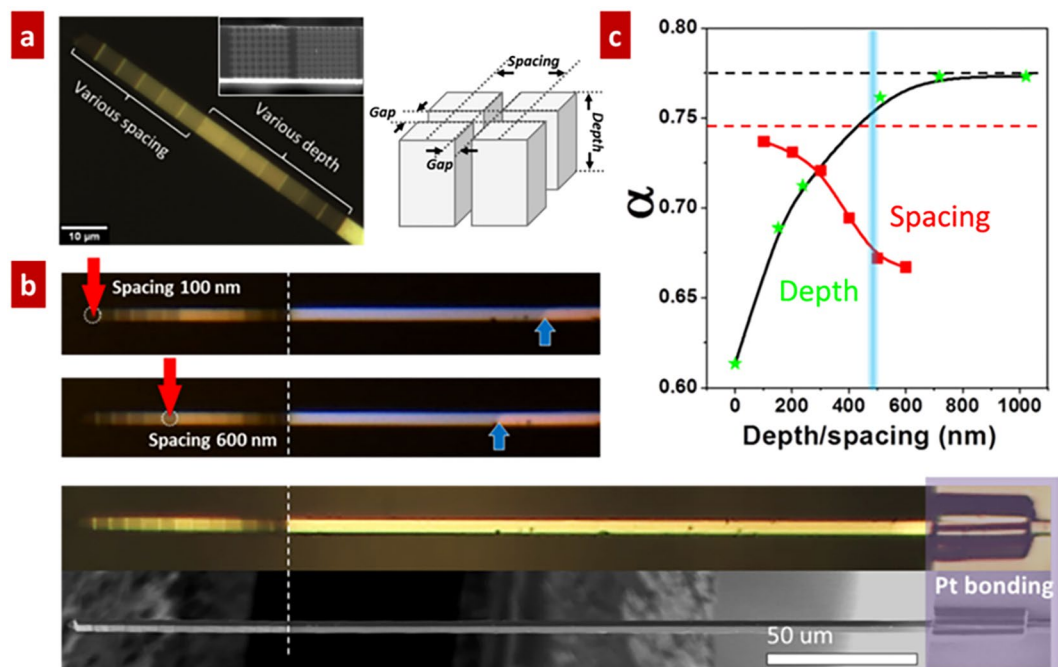 a
Various spacing
Various depth
10 µm
Spacing
Gap
Gap
Depth
b
Spacing 100 nm
Spacing 600 nm
Pt bonding
50 um
c
0.80
0.75
0.70
0.65
0.60
α
Spacing
Depth
0 200 400 600 800 1000
Depth/spacing (nm)